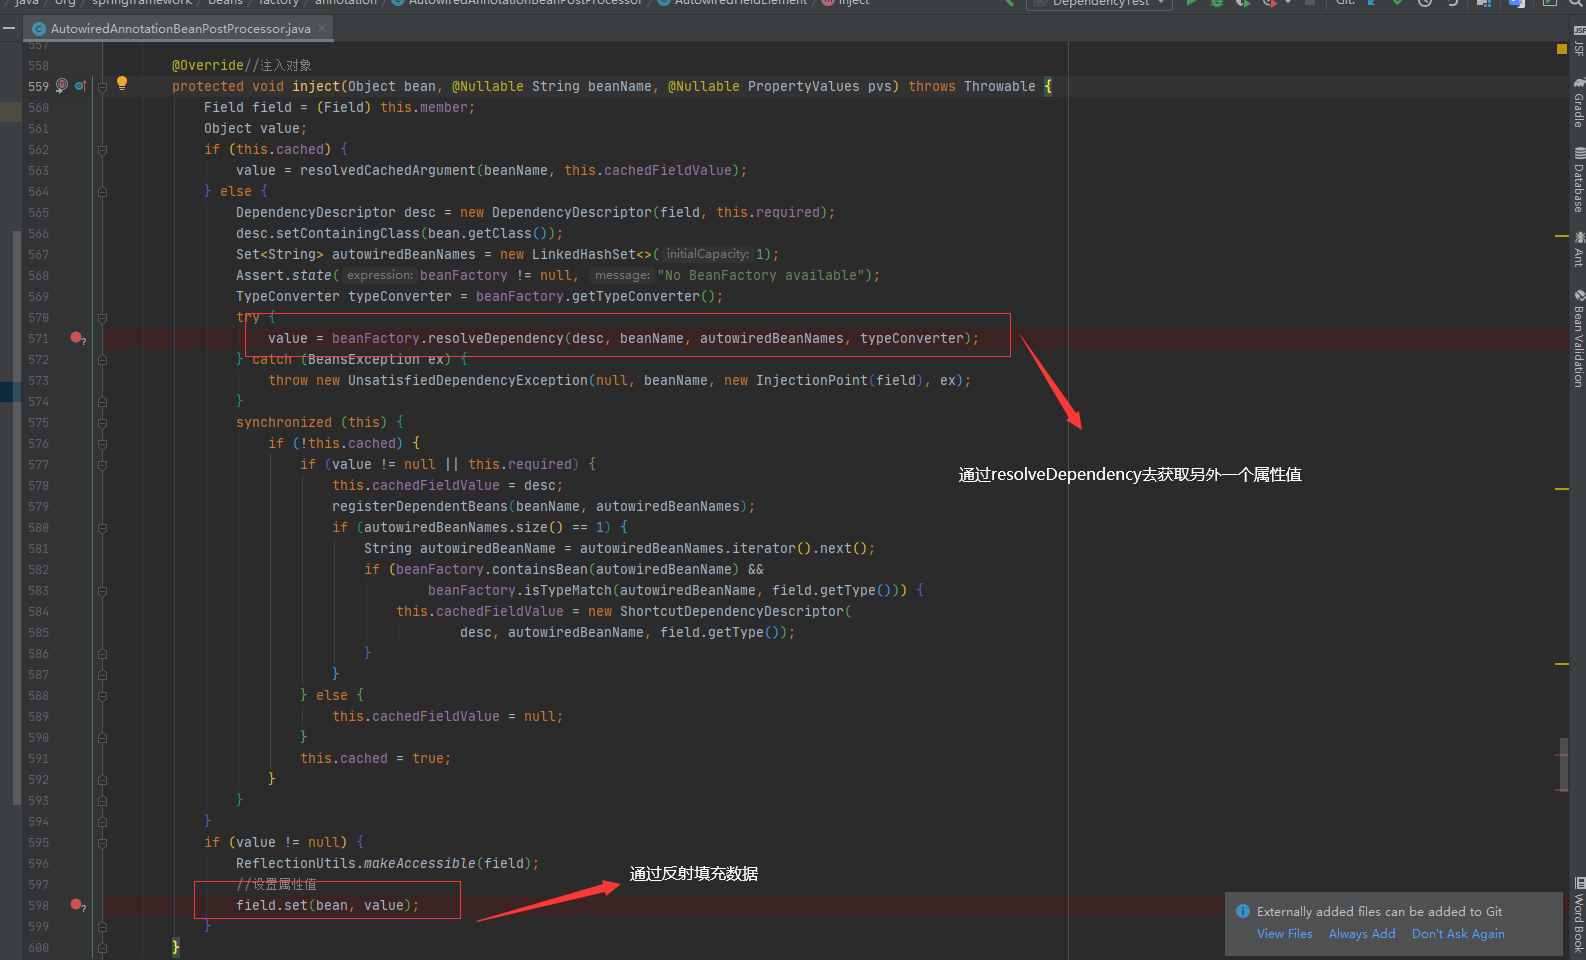 java / org / springframework / beans / factory / annotation / AutowiredAnnotationBeanPostProcessor / AutowiredFieldElement / inject
DependencyTest
Git:
AutowiredAnnotationBeanPostProcessor.java
557
558 @Override//注入对象
559 protected void inject(Object bean, @Nullable String beanName, @Nullable PropertyValues pvs) throws Throwable {
560 Field field = (Field) this.member;
561 Object value;
562 if (this.cached) {
563 value = resolvedCachedArgument(beanName, this.cachedFieldValue);
564 } else {
565 DependencyDescriptor desc = new DependencyDescriptor(field, this.required);
566 desc.setContainingClass(bean.getClass());
567 Set<String> autowiredBeanNames = new LinkedHashSet<>( initialCapacity: 1);
568 Assert.state( expression: beanFactory != null, message: "No BeanFactory available");
569 TypeConverter typeConverter = beanFactory.getTypeConverter();
570 try {
571 value = beanFactory.resolveDependency(desc, beanName, autowiredBeanNames, typeConverter);
572 } catch (BeansException ex) {
573 throw new UnsatisfiedDependencyException(null, beanName, new InjectionPoint(field), ex);
574 }
575 synchronized (this) {
576 if (!this.cached) {
577 if (value != null || this.required) {
578 this.cachedFieldValue = desc;
579 registerDependentBeans(beanName, autowiredBeanNames);
580 if (autowiredBeanNames.size() == 1) {
581 String autowiredBeanName = autowiredBeanNames.iterator().next();
582 if (beanFactory.containsBean(autowiredBeanName) &&
583 beanFactory.isTypeMatch(autowiredBeanName, field.getType())) {
584 this.cachedFieldValue = new ShortcutDependencyDescriptor(
585 desc, autowiredBeanName, field.getType());
586 }
587 }
588 } else {
589 this.cachedFieldValue = null;
590 }
591 this.cached = true;
592 }
593 }
594 }
595 if (value != null) {
596 ReflectionUtils.makeAccessible(field);
597 //设置属性值
598 field.set(bean, value);
599 }
600 }
通过resolveDependency去获取另外一个属性值
通过反射填充数据
Externally added files can be added to Git
View Files Always Add Don't Ask Again
JSF
Gradle
Database
Ant
Bean Validation
Word Book